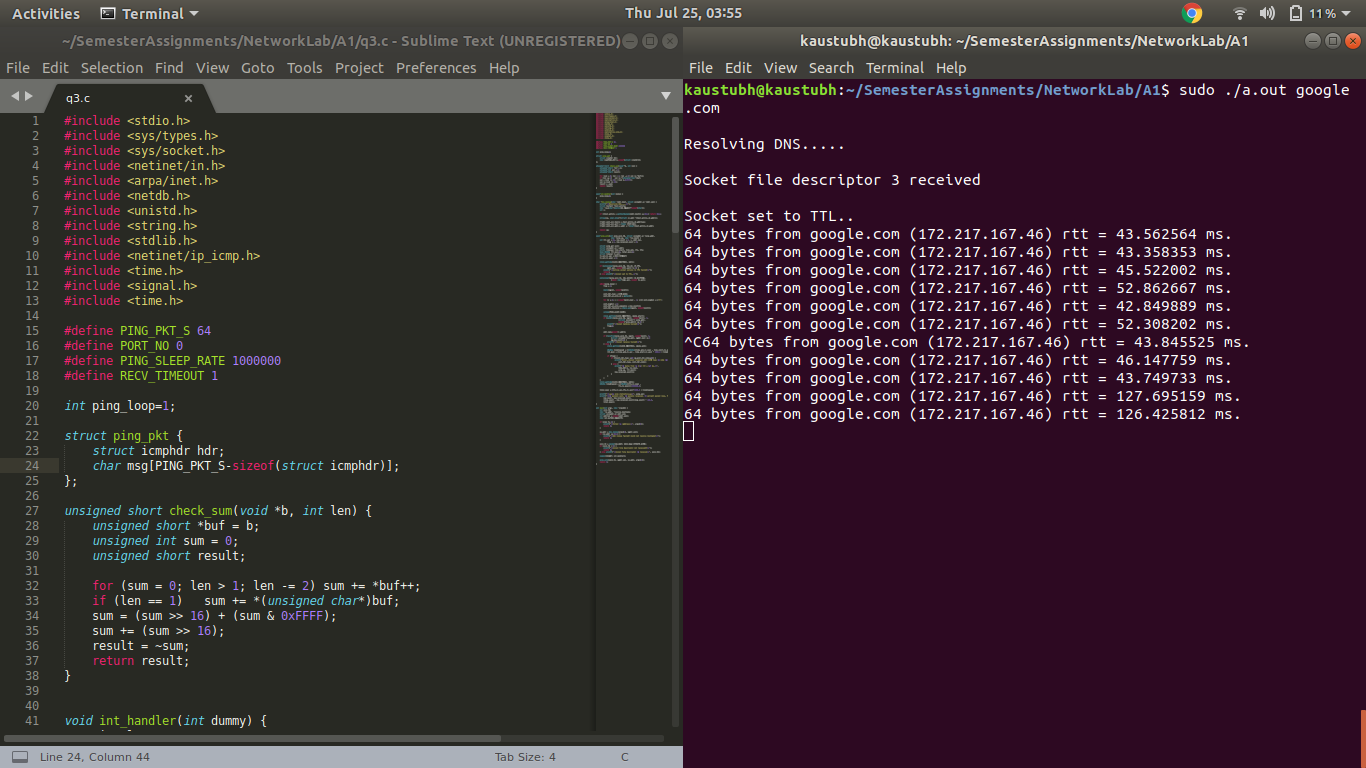 Activities Terminal Thu Jul 25, 03:55 11%
~/SemesterAssignments/NetworkLab/A1/q3.c - Sublime Text (UNREGISTERED)
File Edit Selection Find View Goto Tools Project Preferences Help
q3.c
1 #include <stdio.h>
2 #include <sys/types.h>
3 #include <sys/socket.h>
4 #include <netinet/in.h>
5 #include <arpa/inet.h>
6 #include <netdb.h>
7 #include <unistd.h>
8 #include <string.h>
9 #include <stdlib.h>
10 #include <netinet/ip_icmp.h>
11 #include <time.h>
12 #include <signal.h>
13 #include <time.h>
14
15 #define PING_PKT_S 64
16 #define PORT_NO 0
17 #define PING_SLEEP_RATE 1000000
18 #define RECV_TIMEOUT 1
19
20 int ping_loop=1;
21
22 struct ping_pkt {
23 struct icmphdr hdr;
24 char msg[PING_PKT_S-sizeof(struct icmphdr)];
25 };
26
27 unsigned short check_sum(void *b, int len) {
28 unsigned short *buf = b;
29 unsigned int sum = 0;
30 unsigned short result;
31
32 for (sum = 0; len > 1; len -= 2) sum += *buf++;
33 if (len == 1) sum += *(unsigned char*)buf;
34 sum = (sum >> 16) + (sum & 0xFFFF);
35 sum += (sum >> 16);
36 result = ~sum;
37 return result;
38 }
39
40
41 void int_handler(int dummy) {
Line 24, Column 44 Tab Size: 4 C
kaustubh@kaustubh: ~/SemesterAssignments/NetworkLab/A1
File Edit View Search Terminal Help
kaustubh@kaustubh:~/SemesterAssignments/NetworkLab/A1$ sudo ./a.out google
.com
Resolving DNS.....
Socket file descriptor 3 received
Socket set to TTL..
64 bytes from google.com (172.217.167.46) rtt = 43.562564 ms.
64 bytes from google.com (172.217.167.46) rtt = 43.358353 ms.
64 bytes from google.com (172.217.167.46) rtt = 45.522002 ms.
64 bytes from google.com (172.217.167.46) rtt = 52.862667 ms.
64 bytes from google.com (172.217.167.46) rtt = 42.849889 ms.
64 bytes from google.com (172.217.167.46) rtt = 52.308202 ms.
^C64 bytes from google.com (172.217.167.46) rtt = 43.845525 ms.
64 bytes from google.com (172.217.167.46) rtt = 46.147759 ms.
64 bytes from google.com (172.217.167.46) rtt = 43.749733 ms.
64 bytes from google.com (172.217.167.46) rtt = 127.695159 ms.
64 bytes from google.com (172.217.167.46) rtt = 126.425812 ms.